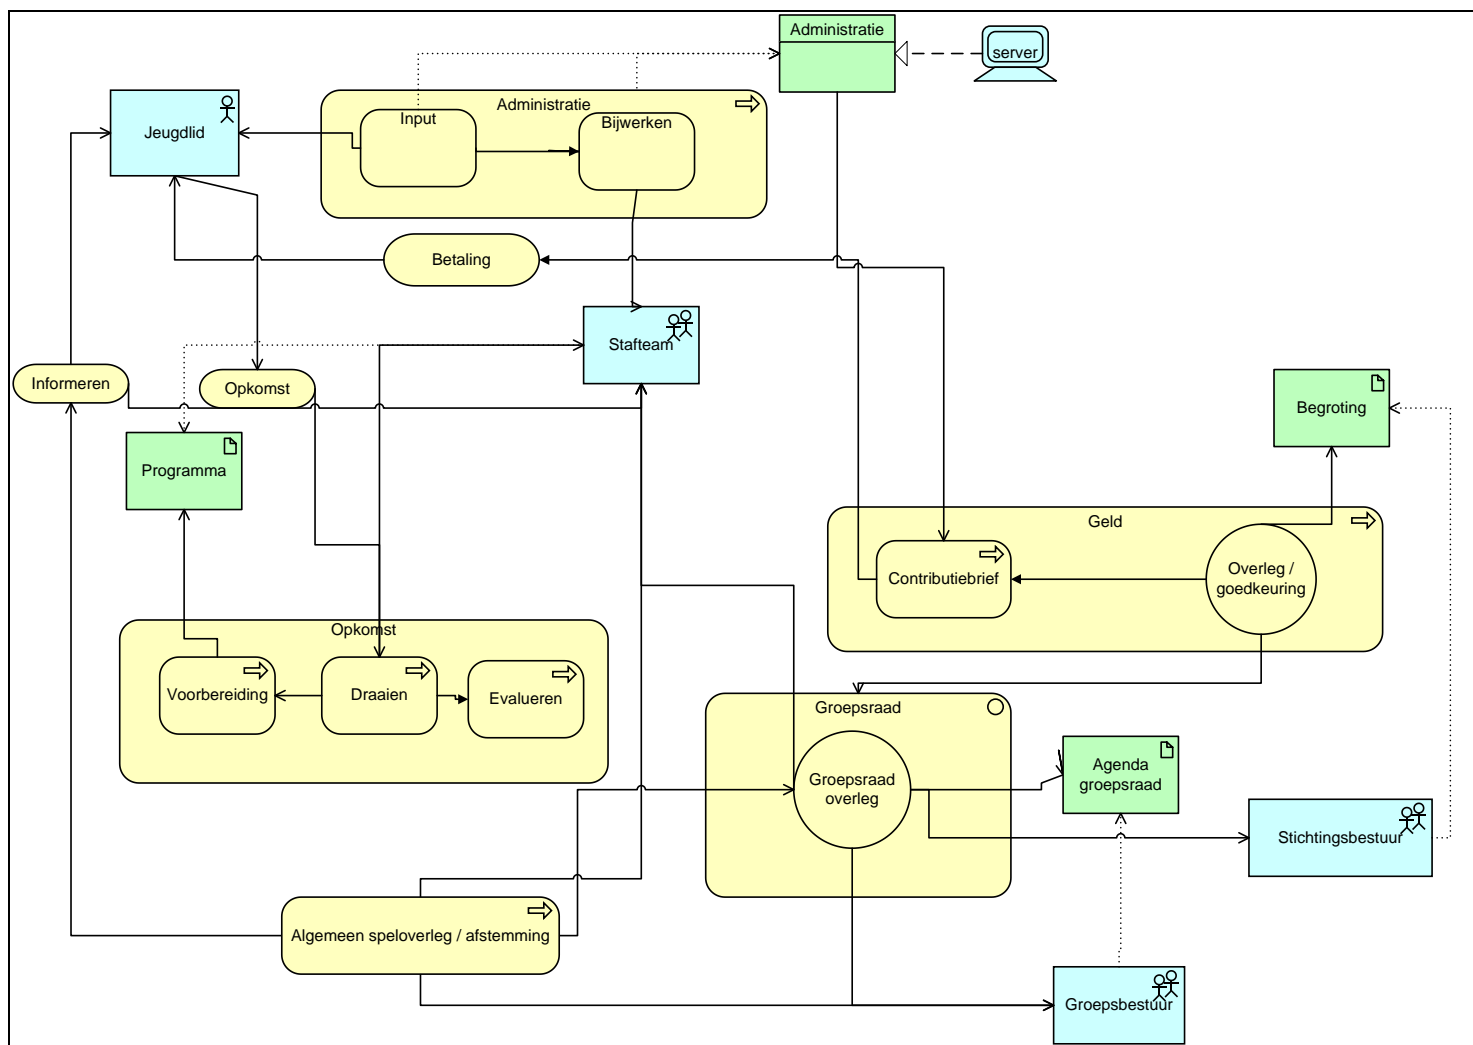 Administratie
server
Administratie
Jeugdlid
Input
Bijwerken
Betaling
Stafteam
Informeren
Opkomst
Begroting
Programma
Geld
Contributiebrief
Overleg /
goedkeuring
Opkomst
Voorbereiding
Draaien
Evalueren
Groepsraad
Groepsraad
overleg
Agenda
groepsraad
Stichtingsbestuur
Algemeen speloverleg / afstemming
Groepsbestuur